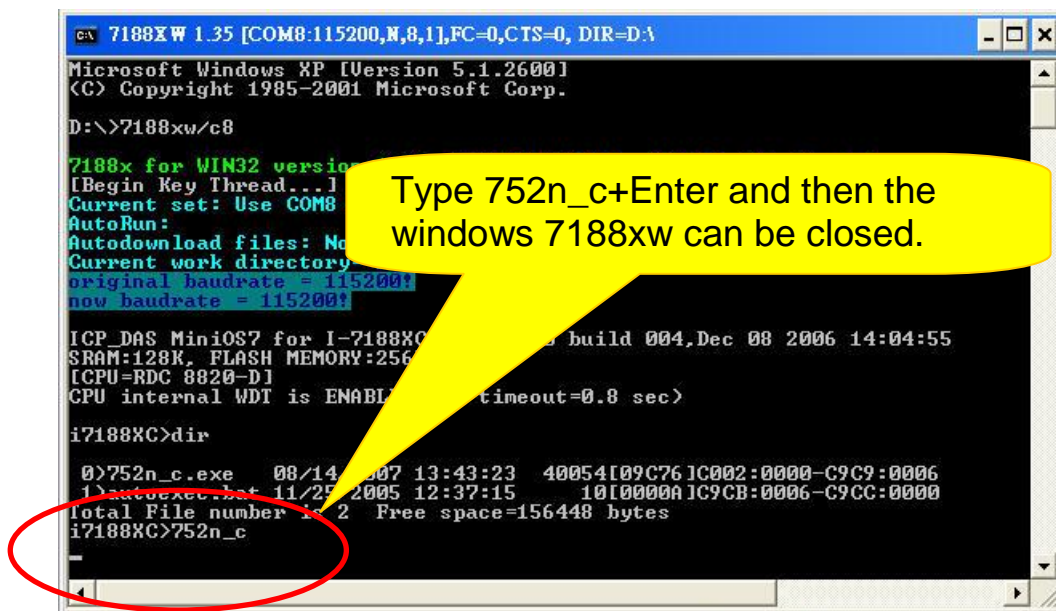 7188XW 1.35 [COM8:115200,N,8,1],FC=0,CTS=0, DIR=D:\
Microsoft Windows XP [Version 5.1.2600]
(C) Copyright 1985-2001 Microsoft Corp.
D:\>7188xw/c8
7188x for WIN32 version
[Begin Key Thread...]
Current set: Use COM8
AutoRun:
Autodownload files: No
Current work directory
original baudrate = 115200!
now baudrate = 115200!
Type 752n_c+Enter and then the
windows 7188xw can be closed.
ICP_DAS MiniOS7 for I-7188XC build 004,Dec 08 2006 14:04:55
SRAM:128K, FLASH MEMORY:256
[CPU=RDC 8820-D]
CPU internal WDT is ENABL timeout=0.8 sec)
i7188XC>dir
0)752n_c.exe 08/14/2007 13:43:23 40054[09C76]C002:0000-C9C9:0006
1)autoexec.bat 11/25/2005 12:37:15 10[0000A]C9CB:0006-C9CC:0000
Total File number is 2 Free space=156448 bytes
i7188XC>752n_c